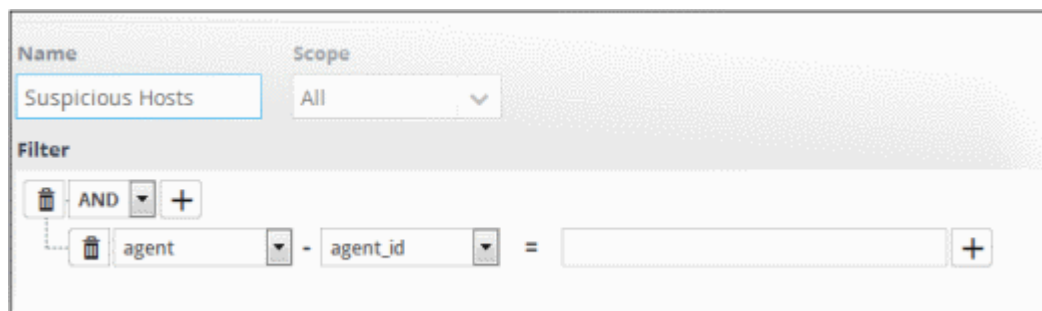 Name Scope
Suspicious Hosts All
Filter
AND +
agent - agent_id = +